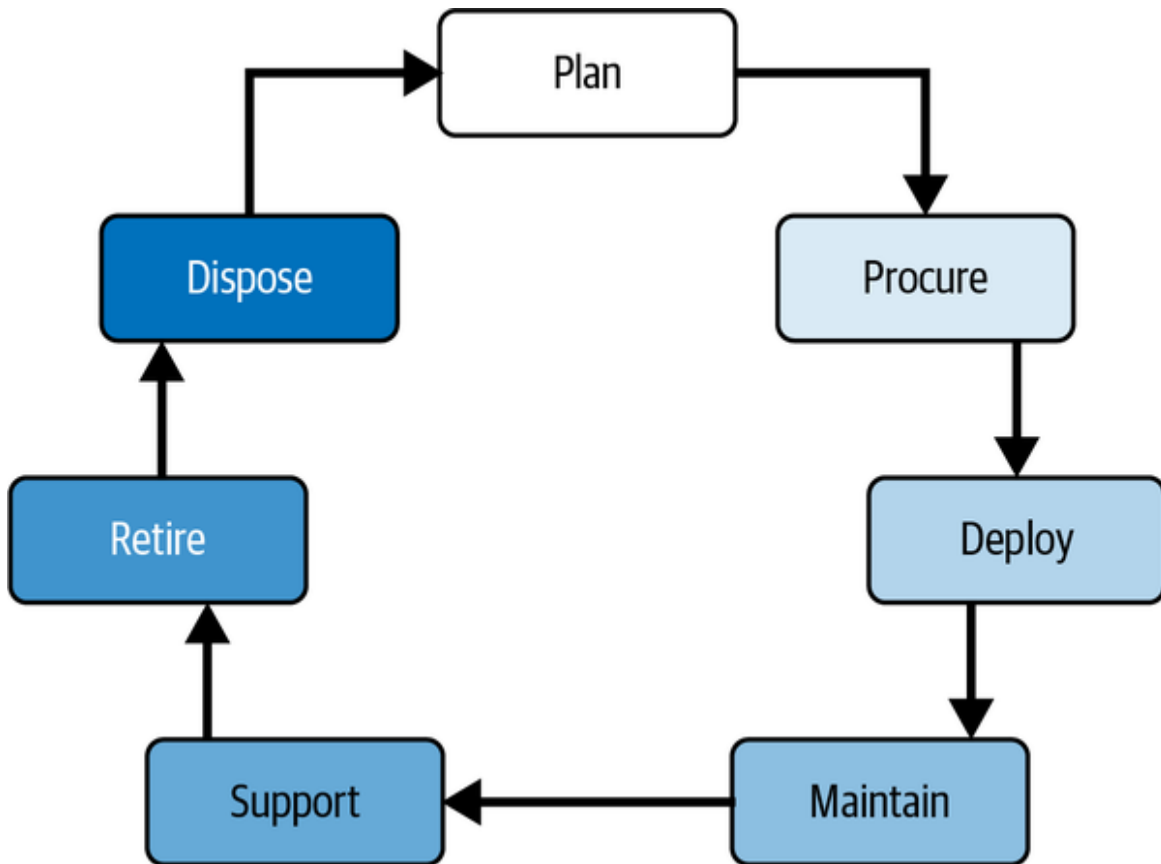 Plan
Procure
Deploy
Maintain
Support
Retire
Dispose